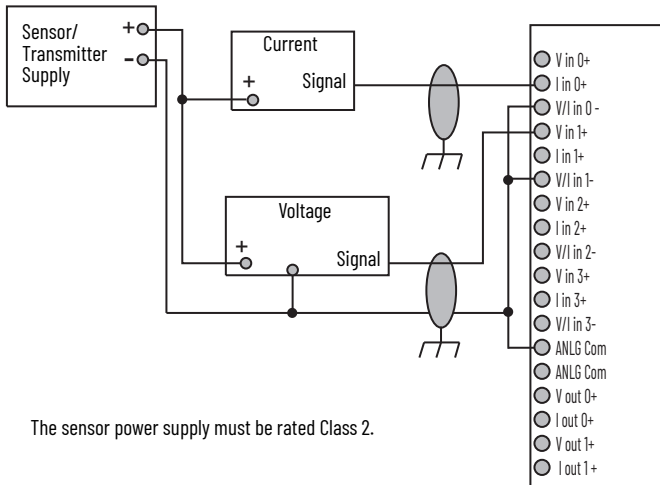 Sensor/
Transmitter
Supply
+
-
Current
+
Signal
Voltage
+
Signal
V in 0+
I in 0+
V/I in 0 -
V in 1+
I in 1+
V/I in 1-
V in 2+
I in 2+
V/I in 2-
V in 3+
I in 3+
V/I in 3-
ANLG Com
ANLG Com
V out 0+
I out 0+
V out 1+
I out 1 +
The sensor power supply must be rated Class 2.